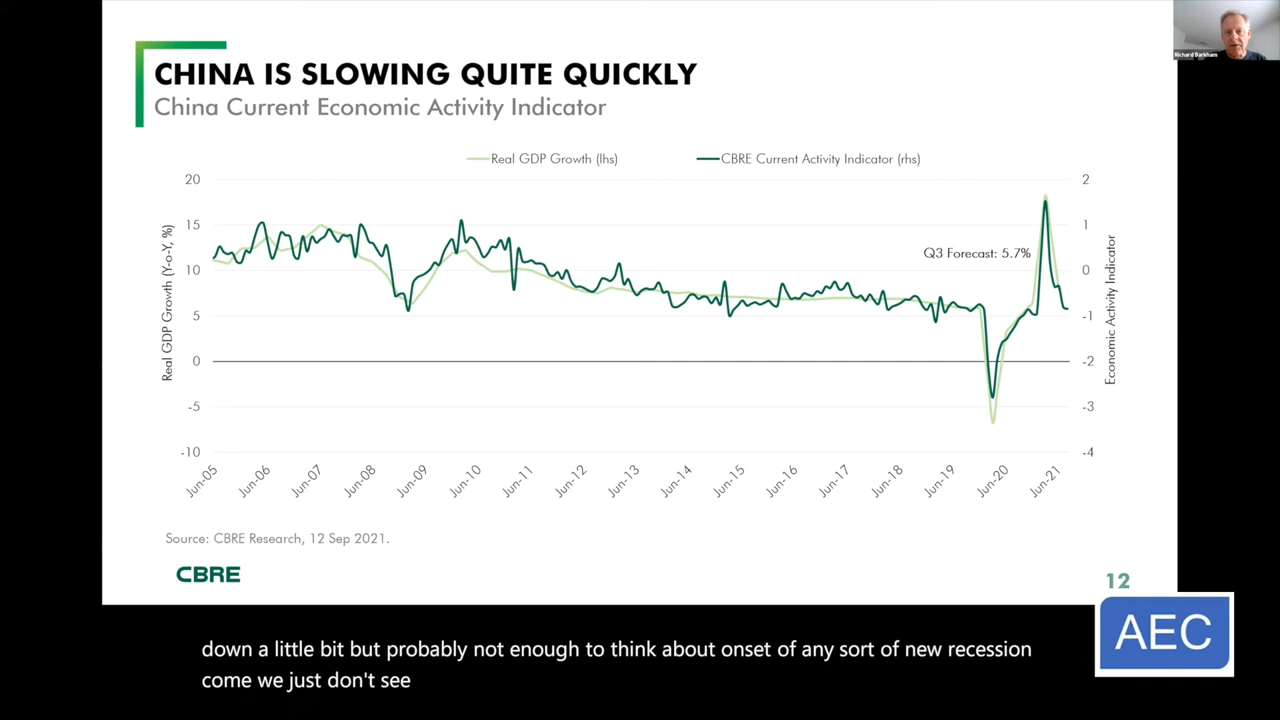 CHINA IS SLOWING QUITE QUICKLY
China Current Economic Activity Indicator
Real GDP Growth (lhs)
CBRE Current Activity Indicator (rhs)
20
15
10
5
0
-5
-10
Real GDP Growth (Y-o-Y, %)
Q3 Forecast: 5.7%
2
1
0
-1
-2
-3
-4
Economic Activity Indicator
Jun-05
Jun-06
Jun-07
Jun-08
Jun-09
Jun-10
Jun-11
Jun-12
Jun-13
Jun-14
Jun-15
Jun-16
Jun-17
Jun-18
Jun-19
Jun-20
Jun-21
Source: CBRE Research, 12 Sep 2021.
CBRE
12
Richard Barkham
AEC
down a little bit but probably not enough to think about onset of any sort of new recession
come we just don't see